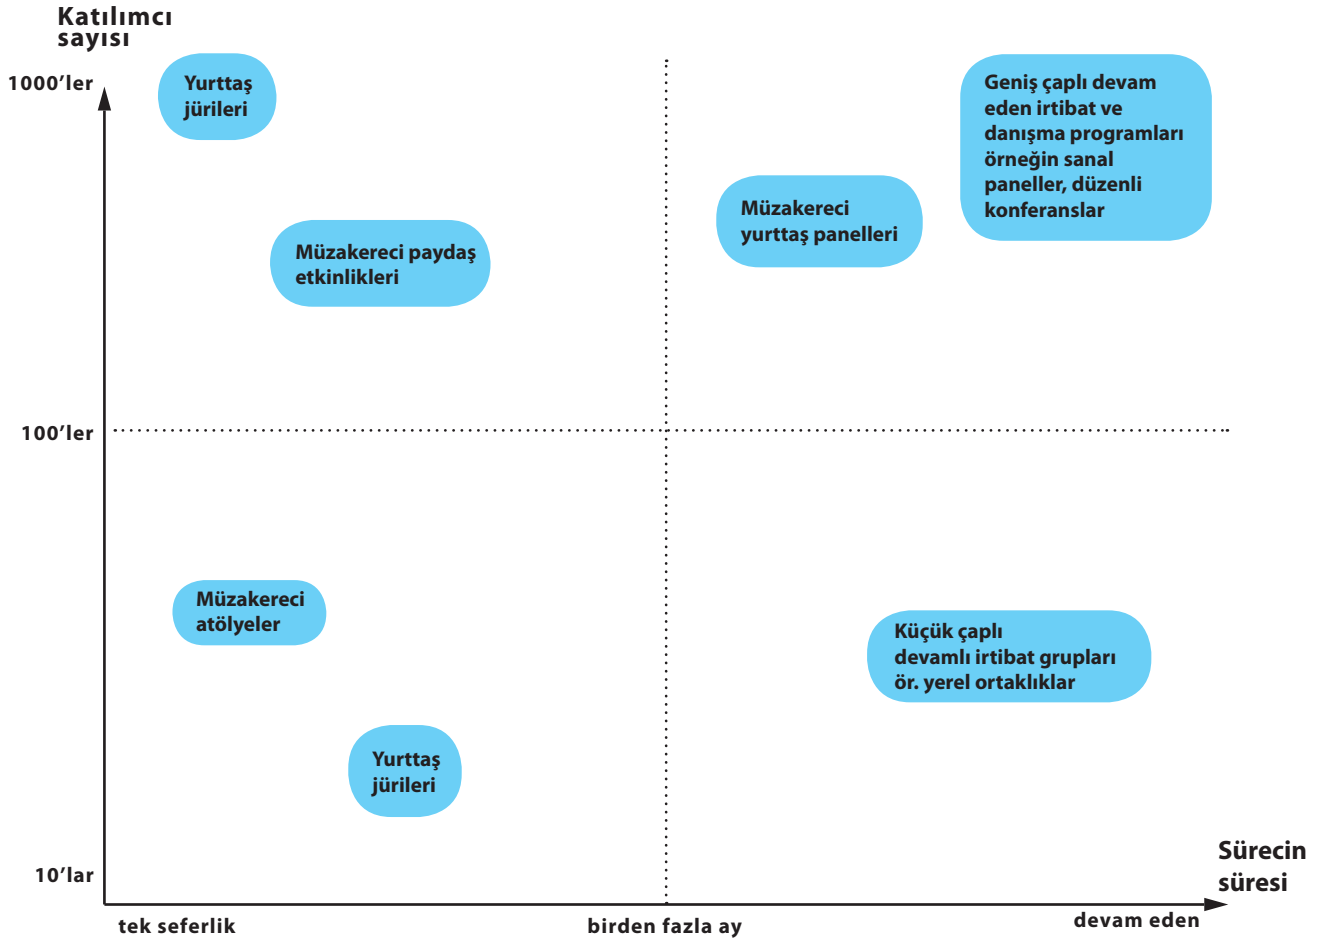 Katılımcı
sayısı
1000’ler
Yurttaş
jürileri
Geniş çaplı devam
eden irtibat ve
danışma programları
örneğin sanal
paneller, düzenli
konferanslar
Müzakereci
yurttaş panelleri
Müzakereci paydaş
etkinlikleri
100’ler
Müzakereci
atölyeler
Küçük çaplı
devamlı irtibat grupları
ör. yerel ortaklıklar
Yurttaş
jürileri
10’lar
Sürecin
süresi
tek seferlik
birden fazla ay
devam eden